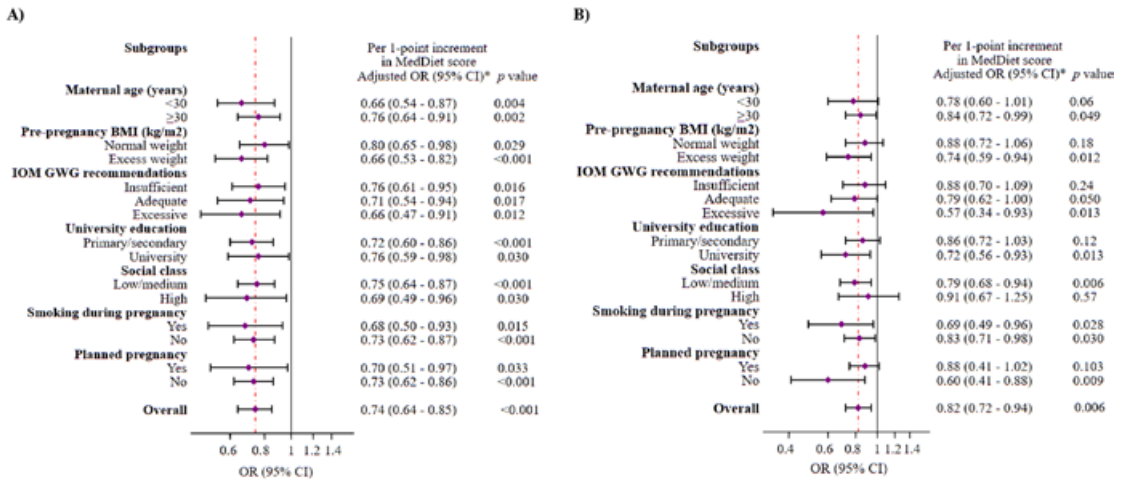 A)
Subgroups
Per 1-point increment
in MedDiet score
Adjusted OR (95% CI)* p value
Maternal age (years)
<30 0.66 (0.54 - 0.87) 0.004
≥30 0.76 (0.64 - 0.91) 0.002
Pre-pregnancy BMI (kg/m2)
Normal weight 0.80 (0.65 - 0.98) 0.029
Excess weight 0.66 (0.53 - 0.82) <0.001
IOM GWG recommendations
Insufficient 0.76 (0.61 - 0.95) 0.016
Adequate 0.71 (0.54 - 0.94) 0.017
Excessive 0.66 (0.47 - 0.91) 0.012
University education
Primary/secondary 0.72 (0.60 - 0.86) <0.001
University 0.76 (0.59 - 0.98) 0.030
Social class
Low/medium 0.75 (0.64 - 0.87) <0.001
High 0.69 (0.49 - 0.96) 0.030
Smoking during pregnancy
Yes 0.68 (0.50 - 0.93) 0.015
No 0.73 (0.62 - 0.87) <0.001
Planned pregnancy
Yes 0.70 (0.51 - 0.97) 0.033
No 0.73 (0.62 - 0.86) <0.001
Overall 0.74 (0.64 - 0.85) <0.001
0.6 0.8 1 1.2 1.4
OR (95% CI)
B)
Subgroups
Per 1-point increment
in MedDiet score
Adjusted OR (95% CI)* p value
Maternal age (years)
<30 0.78 (0.60 - 1.01) 0.06
≥30 0.84 (0.72 - 0.99) 0.049
Pre-pregnancy BMI (kg/m2)
Normal weight 0.88 (0.72 - 1.06) 0.18
Excess weight 0.74 (0.59 - 0.94) 0.012
IOM GWG recommendations
Insufficient 0.88 (0.70 - 1.09) 0.24
Adequate 0.79 (0.62 - 1.00) 0.050
Excessive 0.57 (0.34 - 0.93) 0.013
University education
Primary/secondary 0.86 (0.72 - 1.03) 0.12
University 0.72 (0.56 - 0.93) 0.013
Social class
Low/medium 0.79 (0.68 - 0.94) 0.006
High 0.91 (0.67 - 1.25) 0.57
Smoking during pregnancy
Yes 0.69 (0.49 - 0.96) 0.028
No 0.83 (0.71 - 0.98) 0.030
Planned pregnancy
Yes 0.88 (0.41 - 1.02) 0.103
No 0.60 (0.41 - 0.88) 0.009
Overall 0.82 (0.72 - 0.94) 0.006
0.4 0.6 0.8 1 1.2 1.4
OR (95% CI)